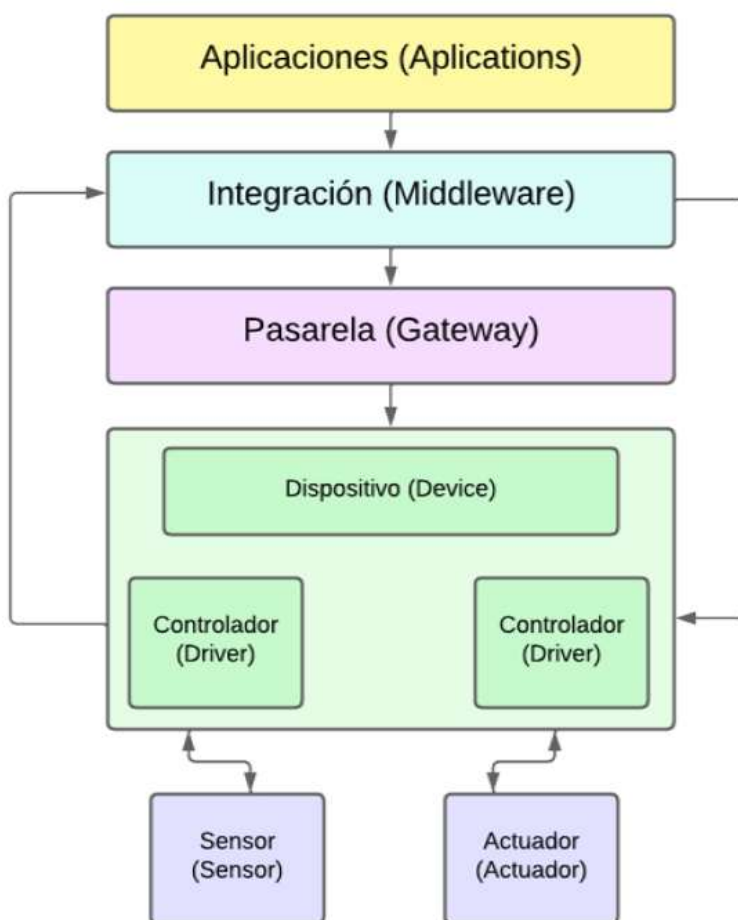 Aplicaciones (Aplications)
Integración (Middleware)
Pasarela (Gateway)
Dispositivo (Device)
Controlador
(Driver)
Controlador
(Driver)
Sensor
(Sensor)
Actuador
(Actuador)